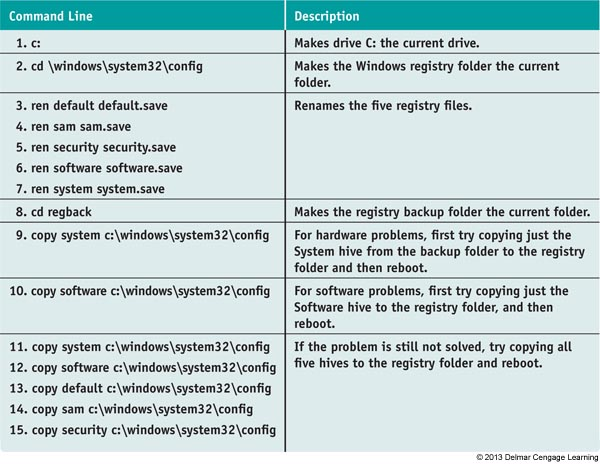 Command Line Description
1. c: Makes drive C: the current drive.
2. cd \windows\system32\config Makes the Windows registry folder the current
folder.
3. ren default default.save Renames the five registry files.
4. ren sam sam.save
5. ren security security.save
6. ren software software.save
7. ren system system.save
8. cd regback Makes the registry backup folder the current folder.
9. copy system c:\windows\system32\config For hardware problems, first try copying just the
System hive from the backup folder to the registry
folder and then reboot.
10. copy software c:\windows\system32\config For software problems, first try copying just the
Software hive to the registry folder, and then
reboot.
11. copy system c:\windows\system32\config If the problem is still not solved, try copying all
12. copy software c:\windows\system32\config five hives to the registry folder and reboot.
13. copy default c:\windows\system32\config
14. copy sam c:\windows\system32\config
15. copy security c:\windows\system32\config
© 2013 Delmar Cengage Learning